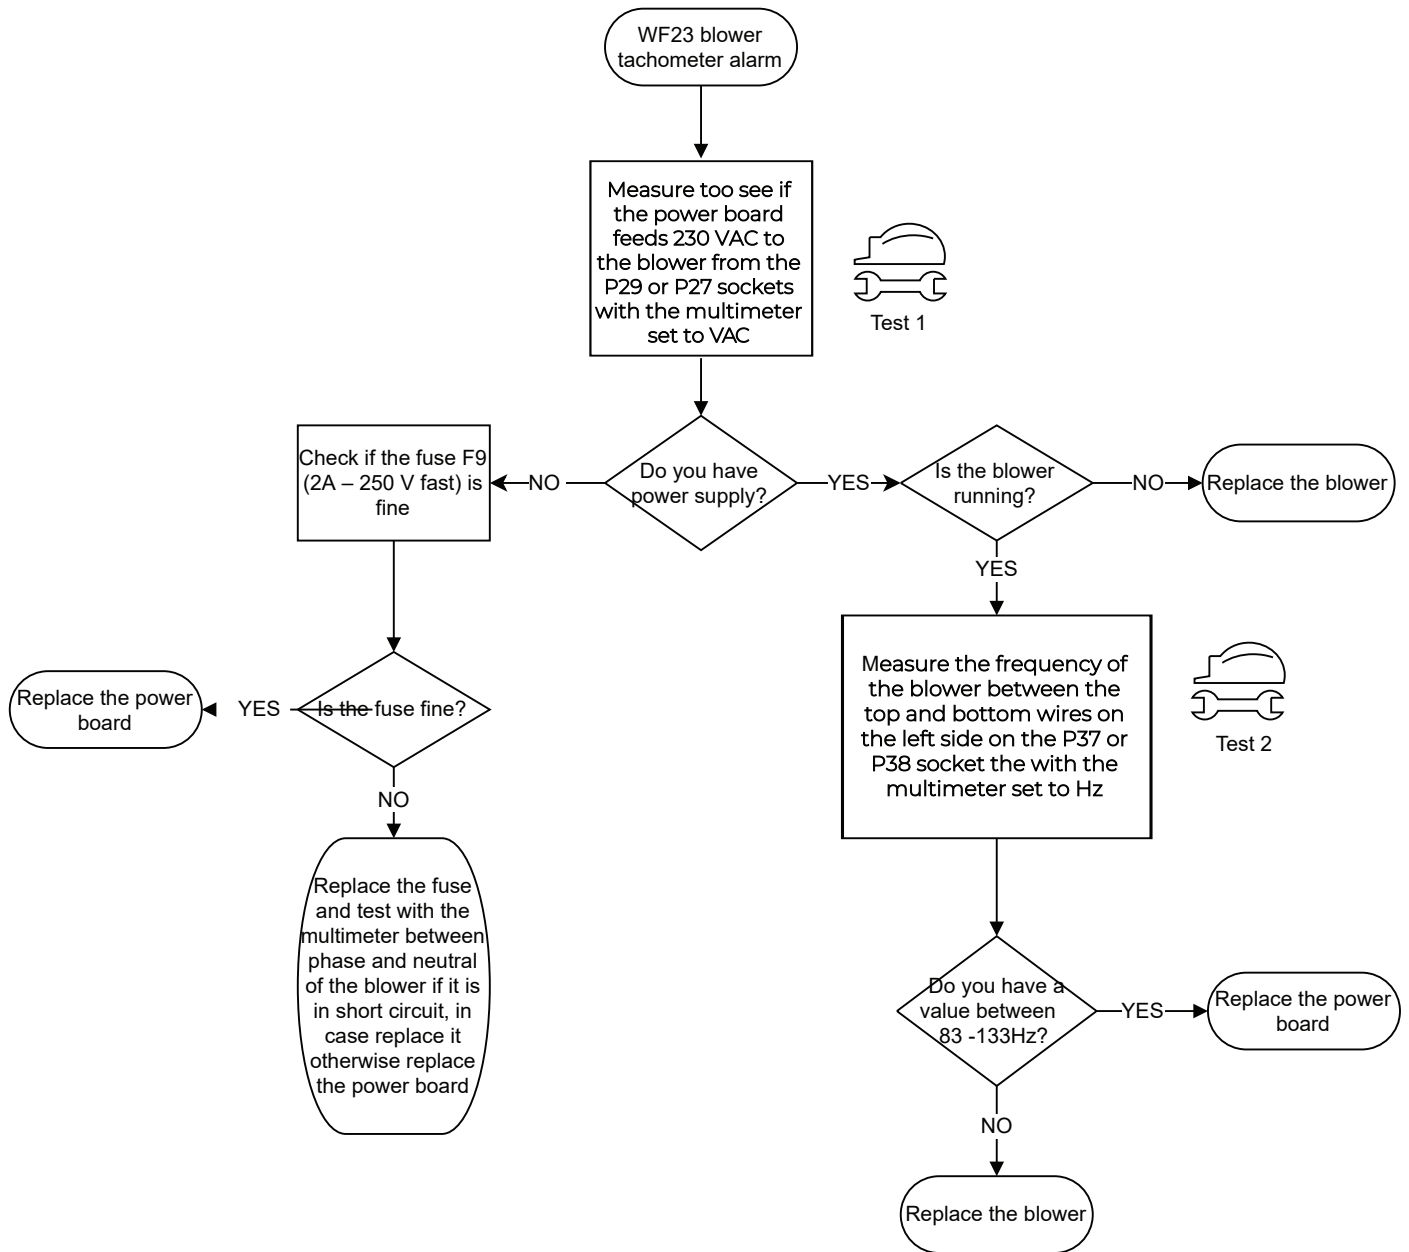 WF23 blower
tachometer alarm
Measure too see if
the power board
feeds 230 VAC to
the blower from the
P29 or P27 sockets
with the multimeter
set to VAC
Test 1
Check if the fuse F9
(2A – 250 V fast) is
fine
NO
Do you have
power supply?
YES
Is the blower
running?
NO
Replace the blower
YES
Measure the frequency of
the blower between the
top and bottom wires on
the left side on the P37 or
P38 socket the with the
multimeter set to Hz
Test 2
Replace the power
board
YES
Is the fuse fine?
NO
Replace the fuse
and test with the
multimeter between
phase and neutral
of the blower if it is
in short circuit, in
case replace it
otherwise replace
the power board
Do you have a
value between
83 -133Hz?
YES
Replace the power
board
NO
Replace the blower